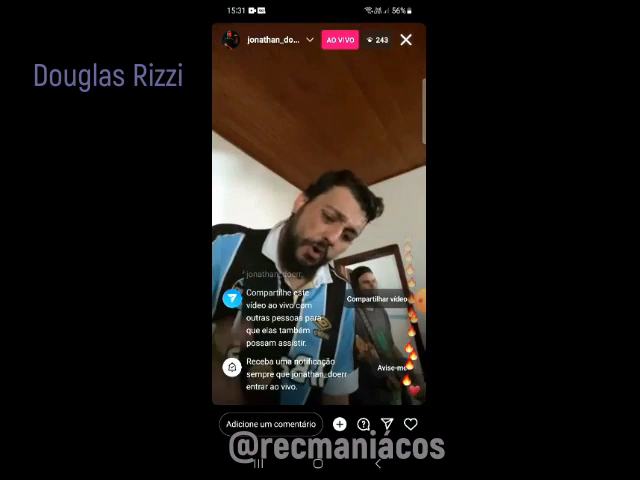 15:31
56%
jonathan_do...
AO VIVO
243
Douglas Rizzi
jonathan_doerr
Compartilhe este
vídeo ao vivo com
outras pessoas para
que elas também
possam assistir.
Compartilhar vídeo
Receba uma notificação
sempre que jonathan_doerr
entrar ao vivo.
Avise-me
Adicione um comentário
@recmaniácos